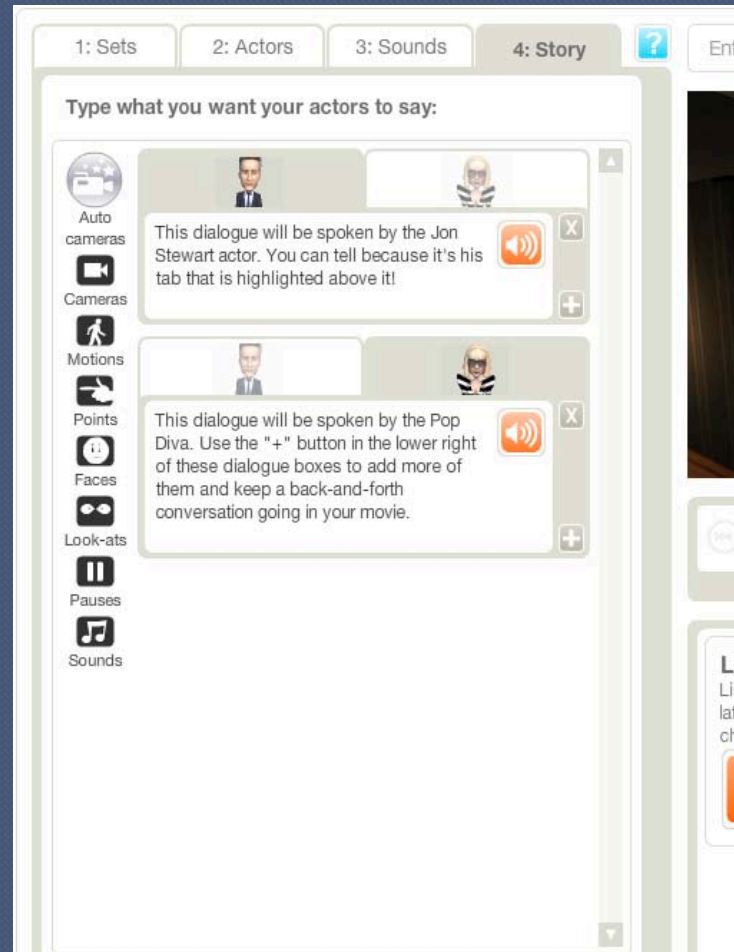 1: Sets
2: Actors
3: Sounds
4: Story
?
Ent
Type what you want your actors to say:
Auto
cameras
Cameras
Motions
Points
Faces
Look-ats
Pauses
Sounds
This dialogue will be spoken by the Jon
Stewart actor. You can tell because it's his
tab that is highlighted above it!
X
+
This dialogue will be spoken by the Pop
Diva. Use the "+" button in the lower right
of these dialogue boxes to add more of
them and keep a back-and-forth
conversation going in your movie.
X
+
L
Li
lat
ch